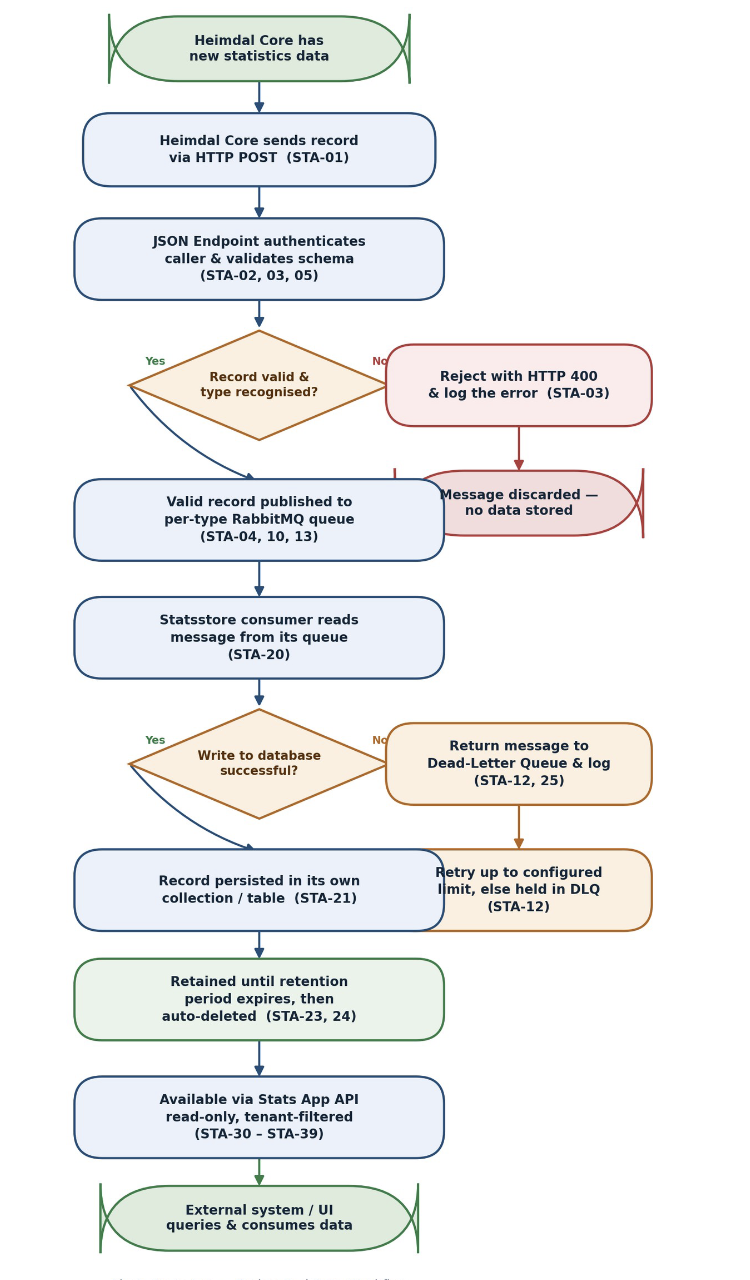 Heimdal Core has
new statistics data
Heimdal Core sends record
via HTTP POST (STA-01)
JSON Endpoint authenticates
caller & validates schema
(STA-02, 03, 05)
Yes
No
Record valid &
type recognised?
Reject with HTTP 400
& log the error (STA-03)
Message discarded —
no data stored
Valid record published to
per-type RabbitMQ queue
(STA-04, 10, 13)
Statsstore consumer reads
message from its queue
(STA-20)
Yes
No
Write to database
successful?
Return message to
Dead-Letter Queue & log
(STA-12, 25)
Retry up to configured
limit, else held in DLQ
(STA-12)
Record persisted in its own
collection / table (STA-21)
Retained until retention
period expires, then
auto-deleted (STA-23, 24)
Available via Stats App API
read-only, tenant-filtered
(STA-30 – STA-39)
External system / UI
queries & consumes data